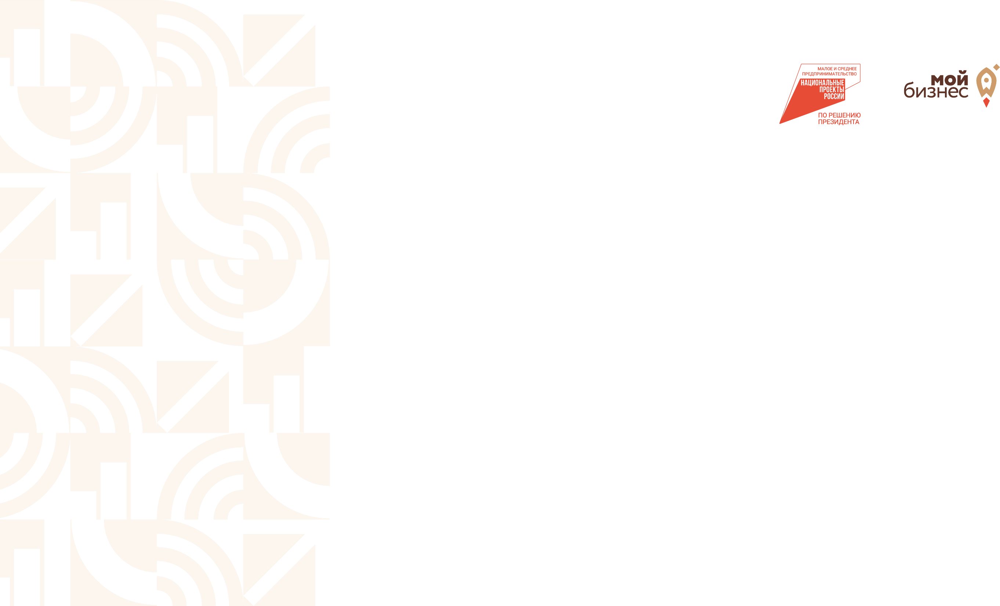 МАЛОЕ И СРЕДНЕЕ
ПРЕДПРИНИМАТЕЛЬСТВО
НАЦИОНАЛЬНЫЕ
ПРОЕКТЫ
РОССИИ
ПО РЕШЕНИЮ
ПРЕЗИДЕНТА
мой
бизнес